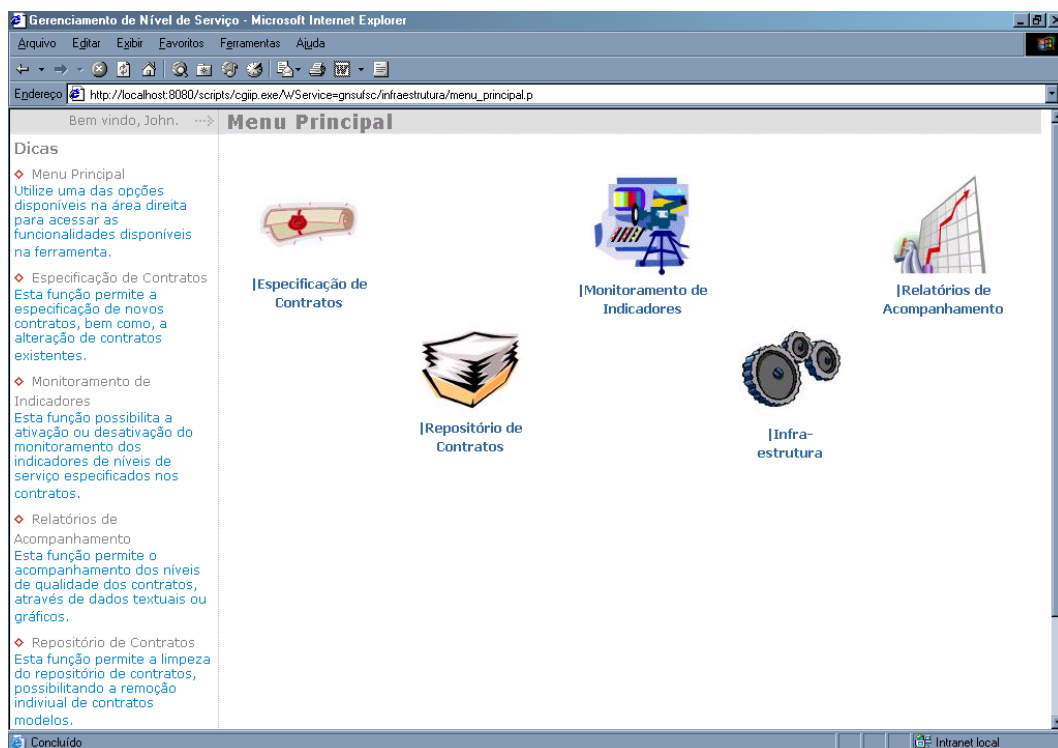 Gerenciamento de Nível de Serviço - Microsoft Internet Explorer
Arquivo Editar Exibir Favoritos Ferramentas Ajuda
Endereço http://localhost:8080/scripts/cgiip.exe/WService=gnsufsc/infraestrutura/menu_principal.p
Bem vindo, John.
Menu Principal
Dicas
Menu Principal
Utilize uma das opções
disponíveis na área direita
para acessar as
funcionalidades disponíveis
na ferramenta.
Especificação de Contratos
Esta função permite a
especificação de novos
contratos, bem como, a
alteração de contratos
existentes.
Monitoramento de
Indicadores
Esta função possibilita a
ativação ou desativação do
monitoramento dos
indicadores de níveis de
serviço especificados nos
contratos.
Relatórios de
Acompanhamento
Esta função permite o
acompanhamento dos níveis
de qualidade dos contratos,
através de dados textuais ou
gráficos.
Repositório de Contratos
Esta função permite a limpeza
do repositório de contratos,
possibilitando a remoção
indiviual de contratos
modelos.
|Especificação de
Contratos
|Monitoramento de
Indicadores
|Relatórios de
Acompanhamento
|Repositório de
Contratos
|Infra-
estrutura
Concluído
Intranet local